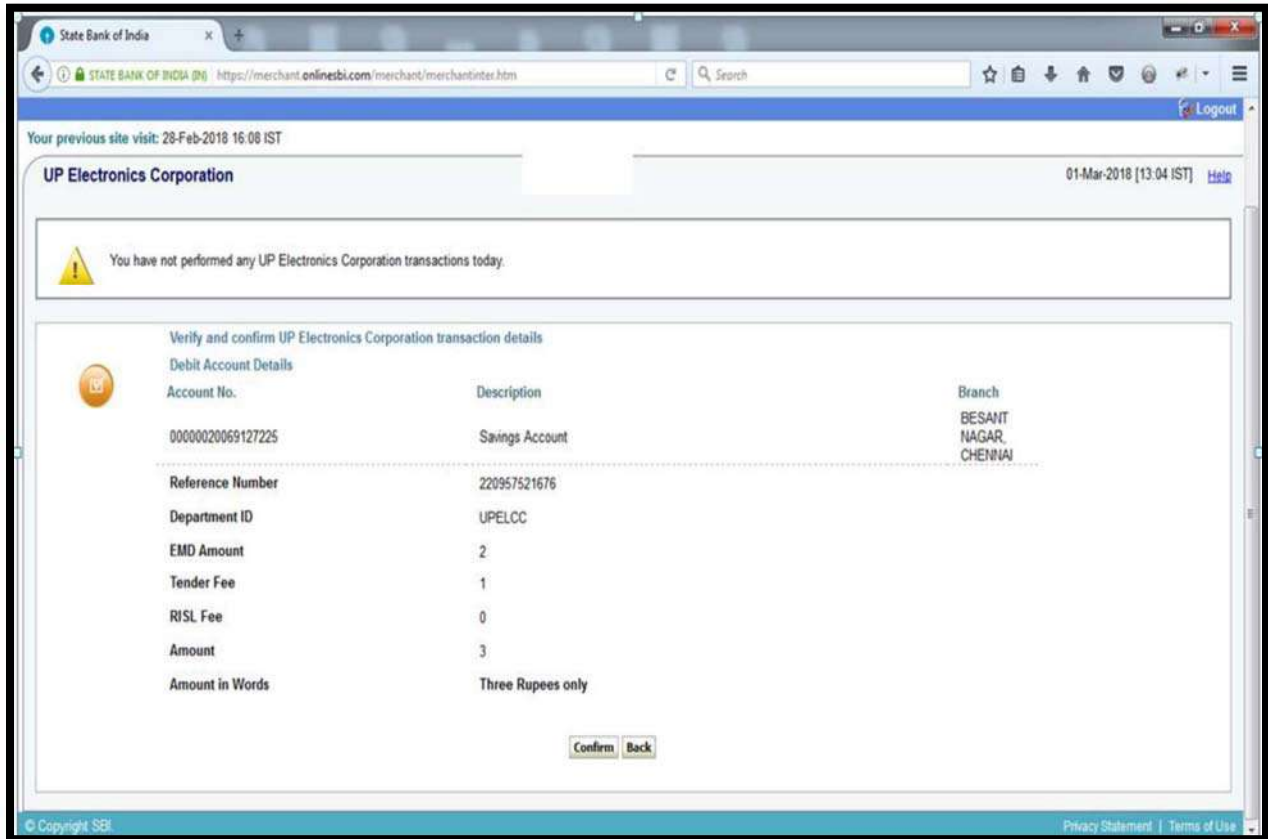 State Bank of India
STATE BANK OF INDIA (IN) https://merchant.onlinesbi.com/merchant/merchantinter.htm Search
Logout
Your previous site visit: 28-Feb-2018 16:08 IST
UP Electronics Corporation 01-Mar-2018 [13:04 IST] Help
You have not performed any UP Electronics Corporation transactions today.
Verify and confirm UP Electronics Corporation transaction details
Debit Account Details
Account No. Description Branch
00000020069127225 Savings Account BESANT NAGAR, CHENNAI
Reference Number 220957521676
Department ID UPELCC
EMD Amount 2
Tender Fee 1
RISL Fee 0
Amount 3
Amount in Words Three Rupees only
Confirm Back
© Copyright SBI. Privacy Statement | Terms of Use